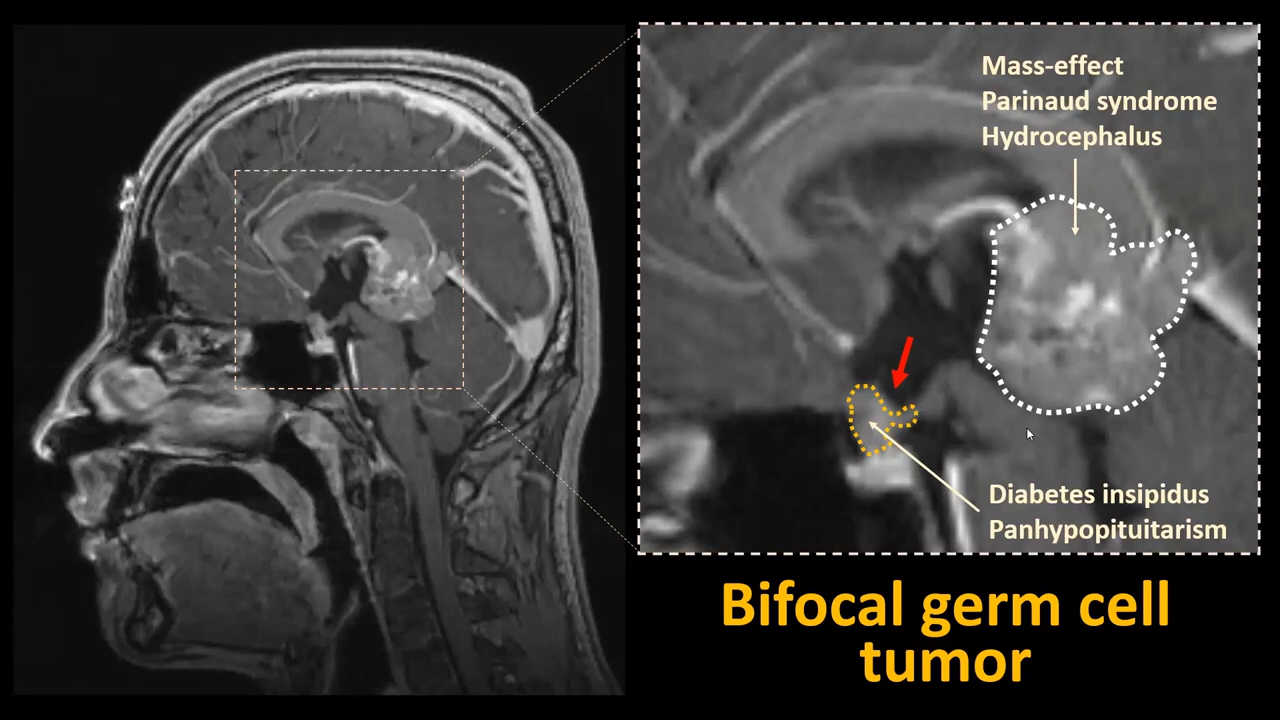 Mass-effect
Parinaud syndrome
Hydrocephalus
Diabetes insipidus
Panhypopituitarism
Bifocal germ cell
tumor